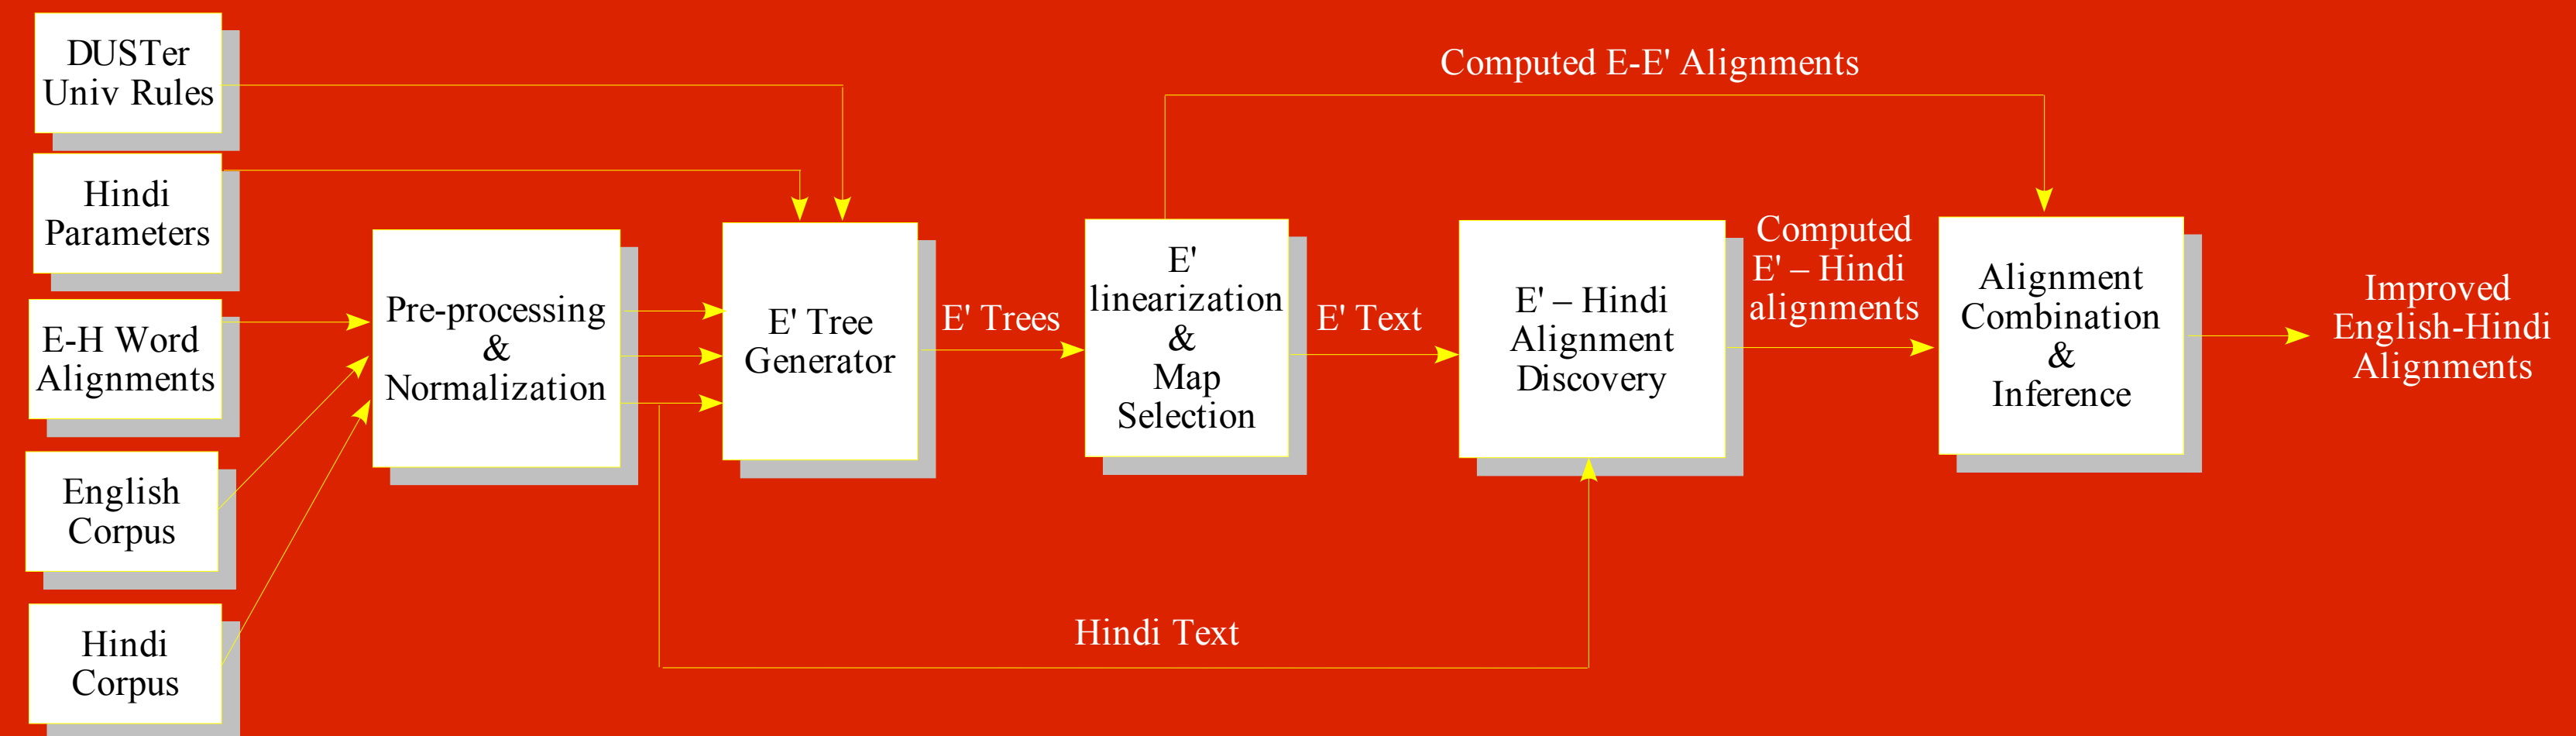 DUSTer
Univ Rules
Hindi
Parameters
E-H Word
Alignments
English
Corpus
Hindi
Corpus
Pre-processing
&
Normalization
E' Tree
Generator
E' Trees
E'
linearization
&
Map
Selection
Computed E-E' Alignments
E' Text
Hindi Text
E' – Hindi
Alignment
Discovery
Computed
E' – Hindi
alignments
Alignment
Combination
&
Inference
Improved
English-Hindi
Alignments